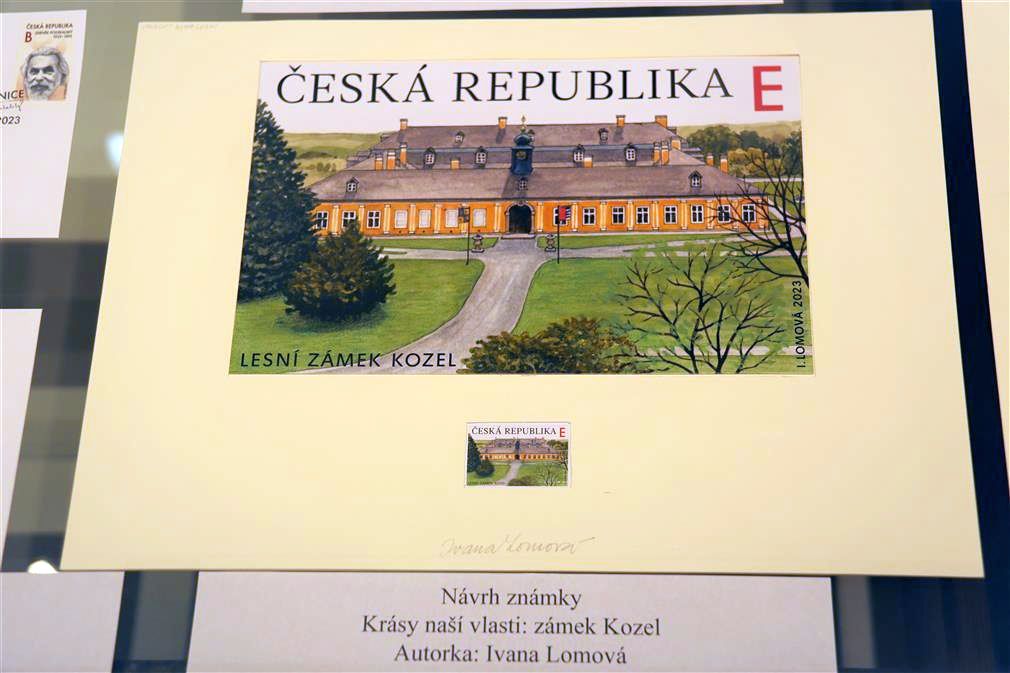 ČESKÁ REPUBLIKA
B
NICE
2023
ČESKÁ REPUBLIKA E
LESNÍ ZÁMEK KOZEL
I. LOMOVÁ 2023
ČESKÁ REPUBLIKA E
Ivana Lomová
Návrh známky
Krásy naší vlasti: zámek Kozel
Autorka: Ivana Lomová